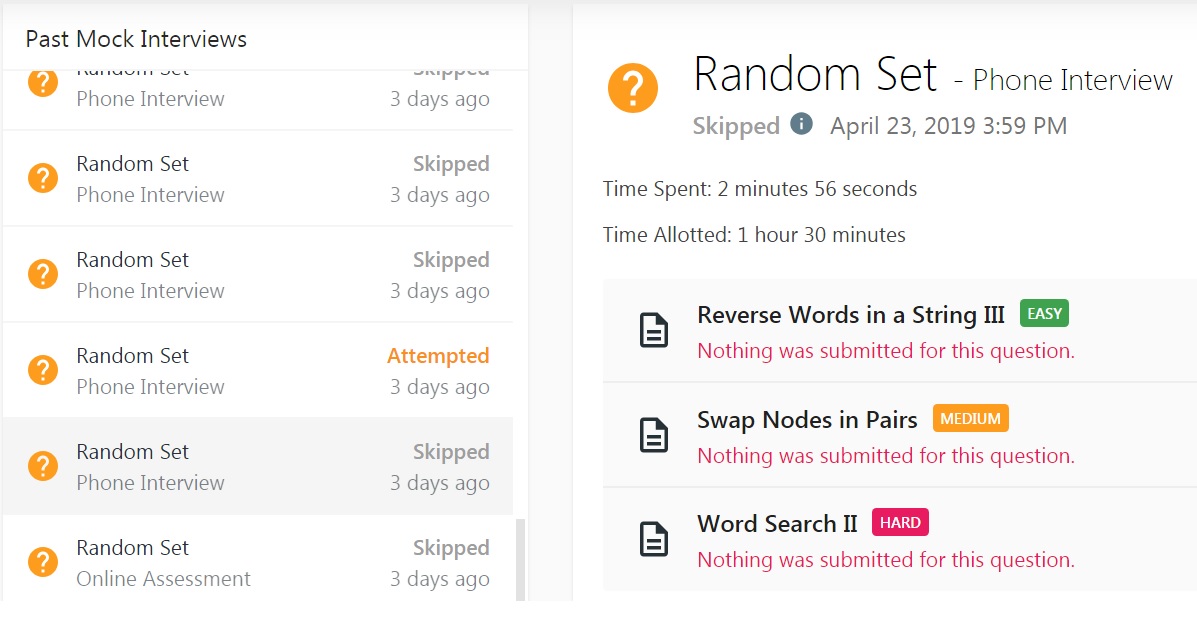 Past Mock Interviews
Random Set Skipped
Phone Interview 3 days ago
Random Set Skipped
Phone Interview 3 days ago
Random Set Skipped
Phone Interview 3 days ago
Random Set Attempted
Phone Interview 3 days ago
Random Set Skipped
Phone Interview 3 days ago
Random Set Skipped
Online Assessment 3 days ago
Random Set - Phone Interview
Skipped April 23, 2019 3:59 PM
Time Spent: 2 minutes 56 seconds
Time Allotted: 1 hour 30 minutes
Reverse Words in a String III EASY
Nothing was submitted for this question.
Swap Nodes in Pairs MEDIUM
Nothing was submitted for this question.
Word Search II HARD
Nothing was submitted for this question.